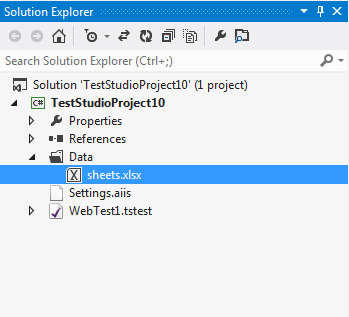 Solution Explorer
Search Solution Explorer (Ctrl+;)
Solution 'TestStudioProject10' (1 project)
C# TestStudioProject10
Properties
References
Data
sheets.xlsx
Settings.aiis
WebTest1.tstest